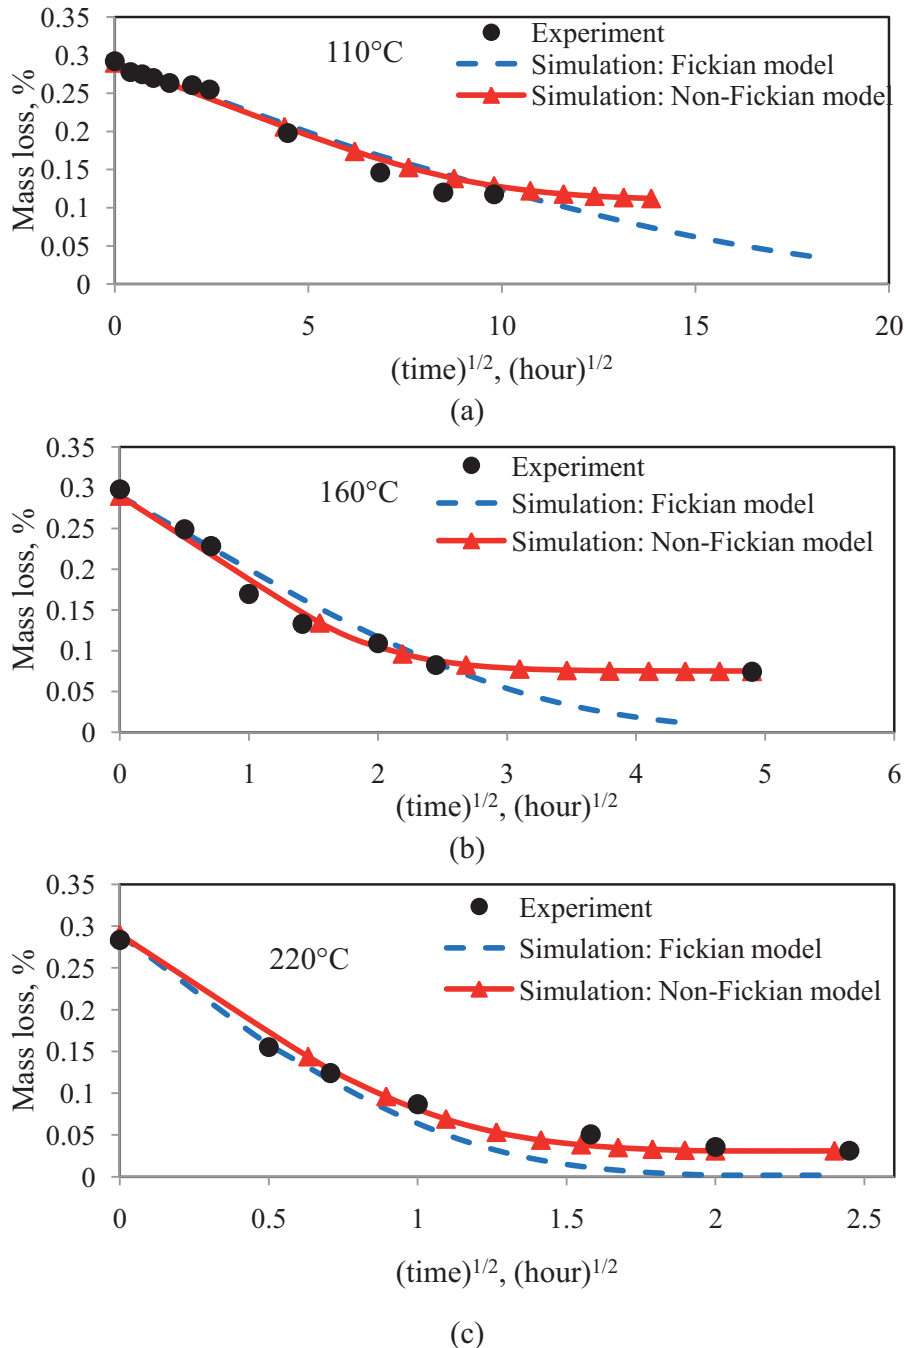 0.35
0.3
0.25
0.2
0.15
0.1
0.05
0
Mass loss, %
110°C
Experiment
Simulation: Fickian model
Simulation: Non-Fickian model
0 5 10 15 20
(time)^1/2, (hour)^1/2
(a)
0.35
0.3
0.25
0.2
0.15
0.1
0.05
0
Mass loss, %
160°C
Experiment
Simulation: Fickian model
Simulation: Non-Fickian model
0 1 2 3 4 5 6
(time)^1/2, (hour)^1/2
(b)
0.35
0.3
0.25
0.2
0.15
0.1
0.05
0
Mass loss, %
220°C
Experiment
Simulation: Fickian model
Simulation: Non-Fickian model
0 0.5 1 1.5 2 2.5
(time)^1/2, (hour)^1/2
(c)